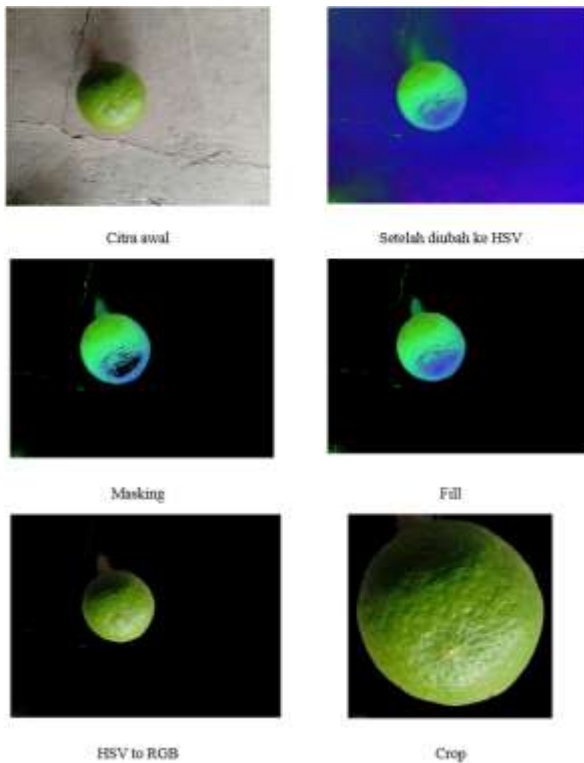 Citra awal
Setelah diubah ke HSV
Masking
Fill
HSV to RGB
Crop